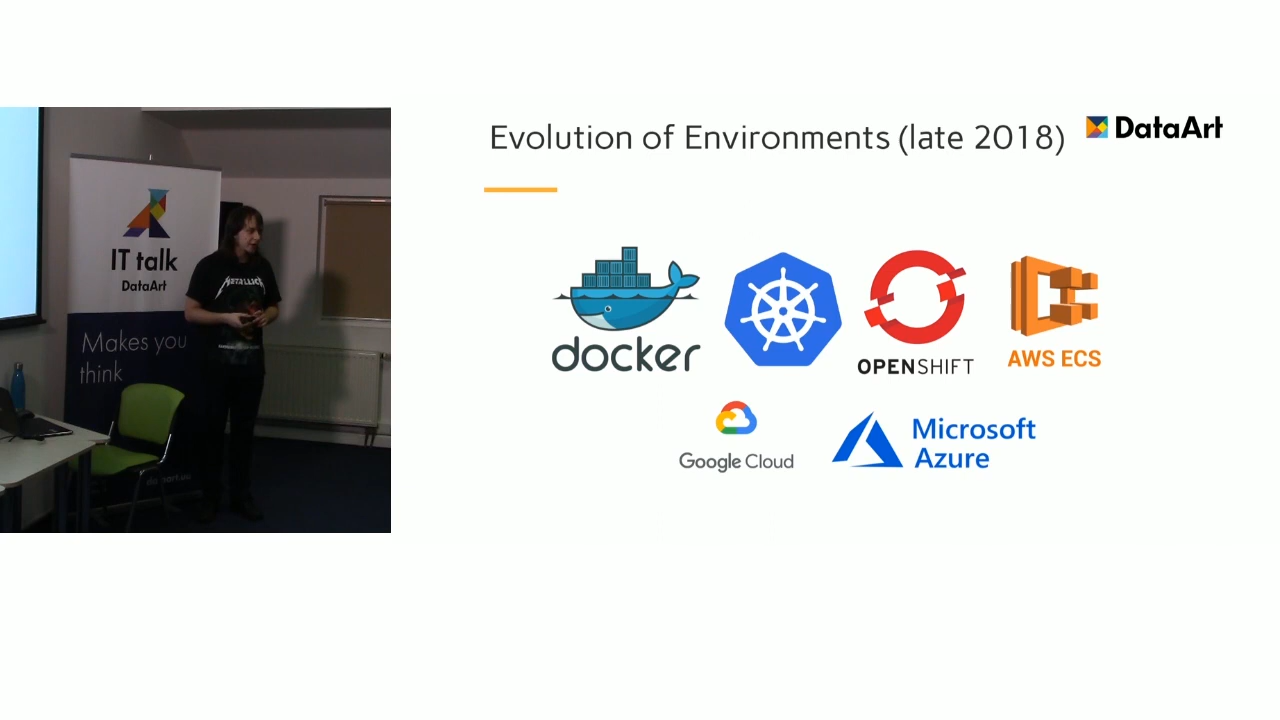 Evolution of Environments (late 2018)
DataArt
IT talk
DataArt
Makes you
think
METALLICA
docker
OPENSHIFT
AWS ECS
Google Cloud
Microsoft
Azure